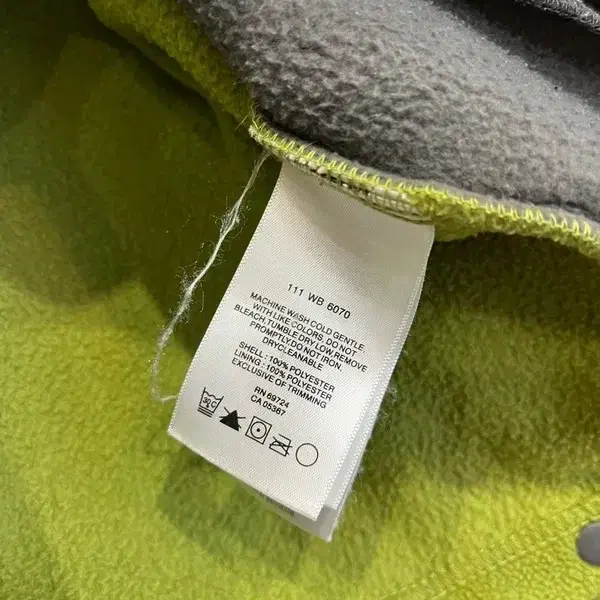 111 WB 6070
MACHINE WASH COLD GENTLE
WITH LIKE COLORS, DO NOT
BLEACH, TUMBLE DRY LOW, REMOVE
PROMPTLY.DO NOT IRON.
DRYCLEANABLE
SHELL : 100% POLYESTER
LINING - 100% POLYESTER
EXCLUSIVE OF TRIMMING
RN 69724
CA 05367
30C